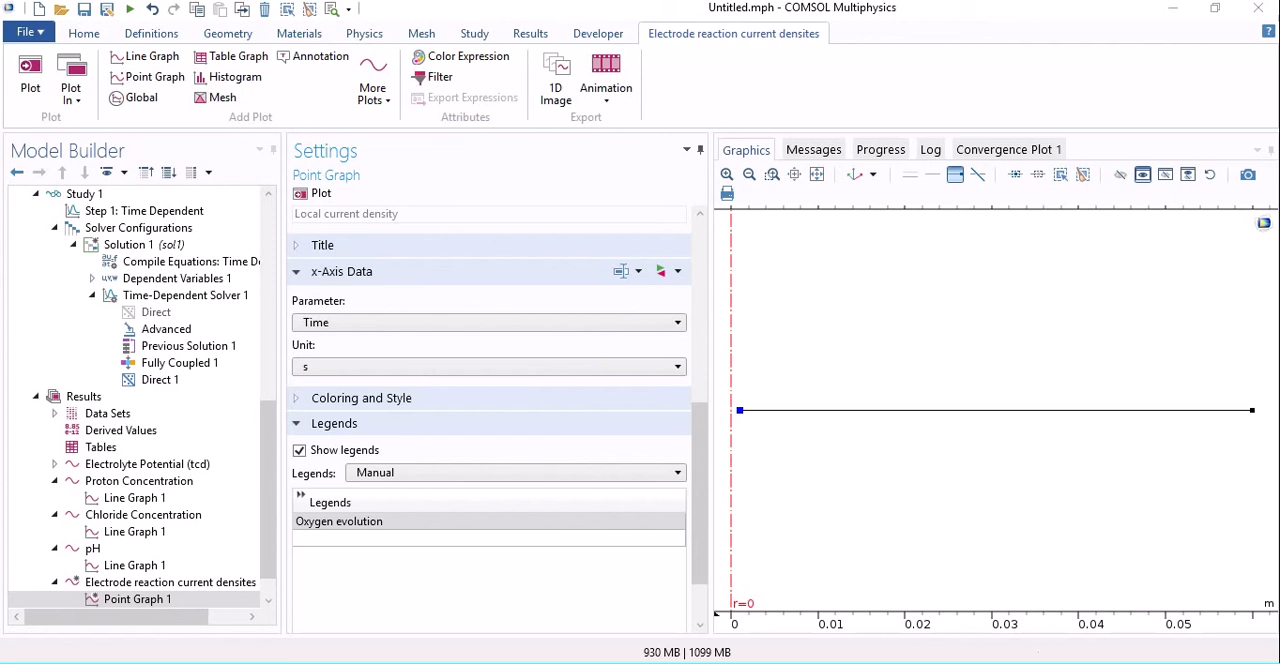 Untitled.mph - COMSOL Multiphysics
File
Home
Definitions
Geometry
Materials
Physics
Mesh
Study
Results
Developer
Electrode reaction current densites
Plot
Plot In
Plot
Line Graph
Point Graph
Global
Table Graph
Histogram
Mesh
Annotation
More Plots
Add Plot
Color Expression
Filter
Export Expressions
Attributes
1D Image
Animation
Export
Model Builder
Study 1
Step 1: Time Dependent
Solver Configurations
Solution 1 (sol1)
Compile Equations: Time D
Dependent Variables 1
Time-Dependent Solver 1
Direct
Advanced
Previous Solution 1
Fully Coupled 1
Direct 1
Results
Data Sets
Derived Values
Tables
Electrolyte Potential (tcd)
Proton Concentration
Line Graph 1
Chloride Concentration
Line Graph 1
pH
Line Graph 1
Electrode reaction current densites
Point Graph 1
Settings
Point Graph
Plot
Local current density
Title
x-Axis Data
Parameter:
Time
Unit:
s
Coloring and Style
Legends
Show legends
Legends:
Manual
Legends
Oxygen evolution
Graphics
Messages
Progress
Log
Convergence Plot 1
r=0
m
0
0.01
0.02
0.03
0.04
0.05
930 MB | 1099 MB